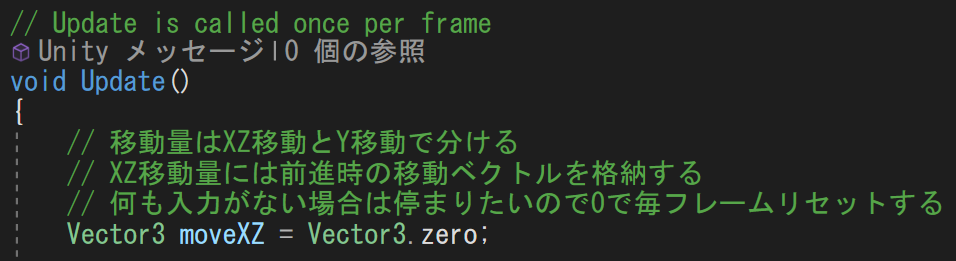 // Update is called once per frame
Unity メッセージ|0 個の参照
void Update()
{
// 移動量はXZ移動とY移動で分ける
// XZ移動量には前進時の移動ベクトルを格納する
// 何も入力がない場合は停まりたいので0で毎フレームリセットする
Vector3 moveXZ = Vector3.zero;